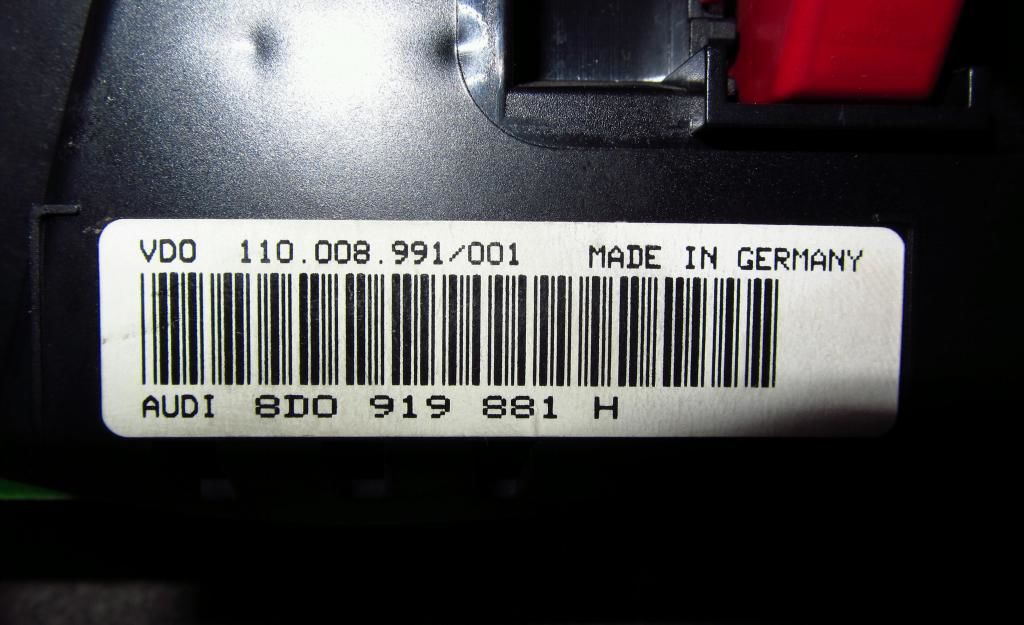 VDO 110.008.991/001 MADE IN GERMANY
AUDI 8D0 919 881 H